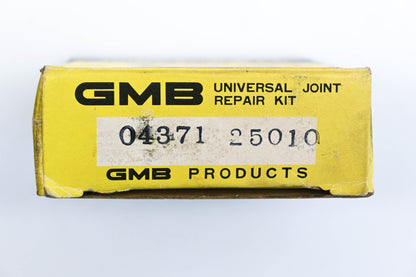 GMB UNIVERSAL JOINT
REPAIR KIT
04371 25010
GMB PRODUCTS